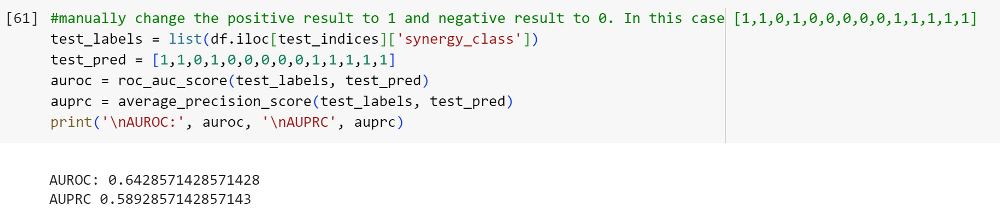 [61] #manually change the positive result to 1 and negative result to 0. In this case [1,1,0,1,0,0,0,0,0,1,1,1,1,1]
test_labels = list(df.iloc[test_indices]['synergy_class'])
test_pred = [1,1,0,1,0,0,0,0,0,1,1,1,1,1]
auroc = roc_auc_score(test_labels, test_pred)
auprc = average_precision_score(test_labels, test_pred)
print('\nAUROC:', auroc, '\nAUPRC', auprc)
AUROC: 0.6428571428571428
AUPRC 0.5892857142857143